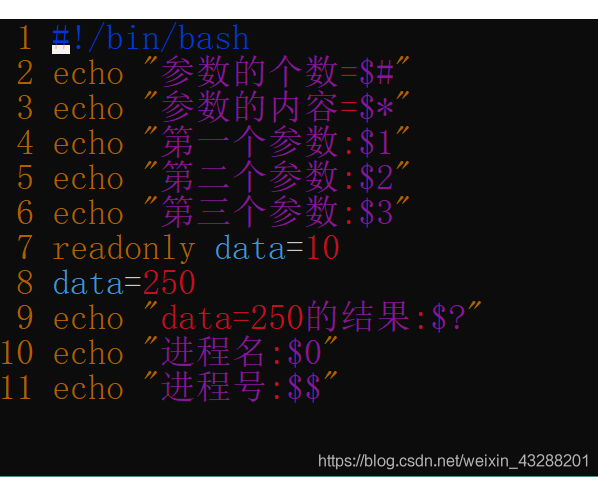 1 #!/bin/bash
2 echo "参数的个数=$#"
3 echo "参数的内容=$*"
4 echo "第一个参数:$1"
5 echo "第二个参数:$2"
6 echo "第三个参数:$3"
7 readonly data=10
8 data=250
9 echo "data=250的结果:$?"
10 echo "进程名:$0"
11 echo "进程号:$$"
https://blog.csdn.net/weixin_43288201